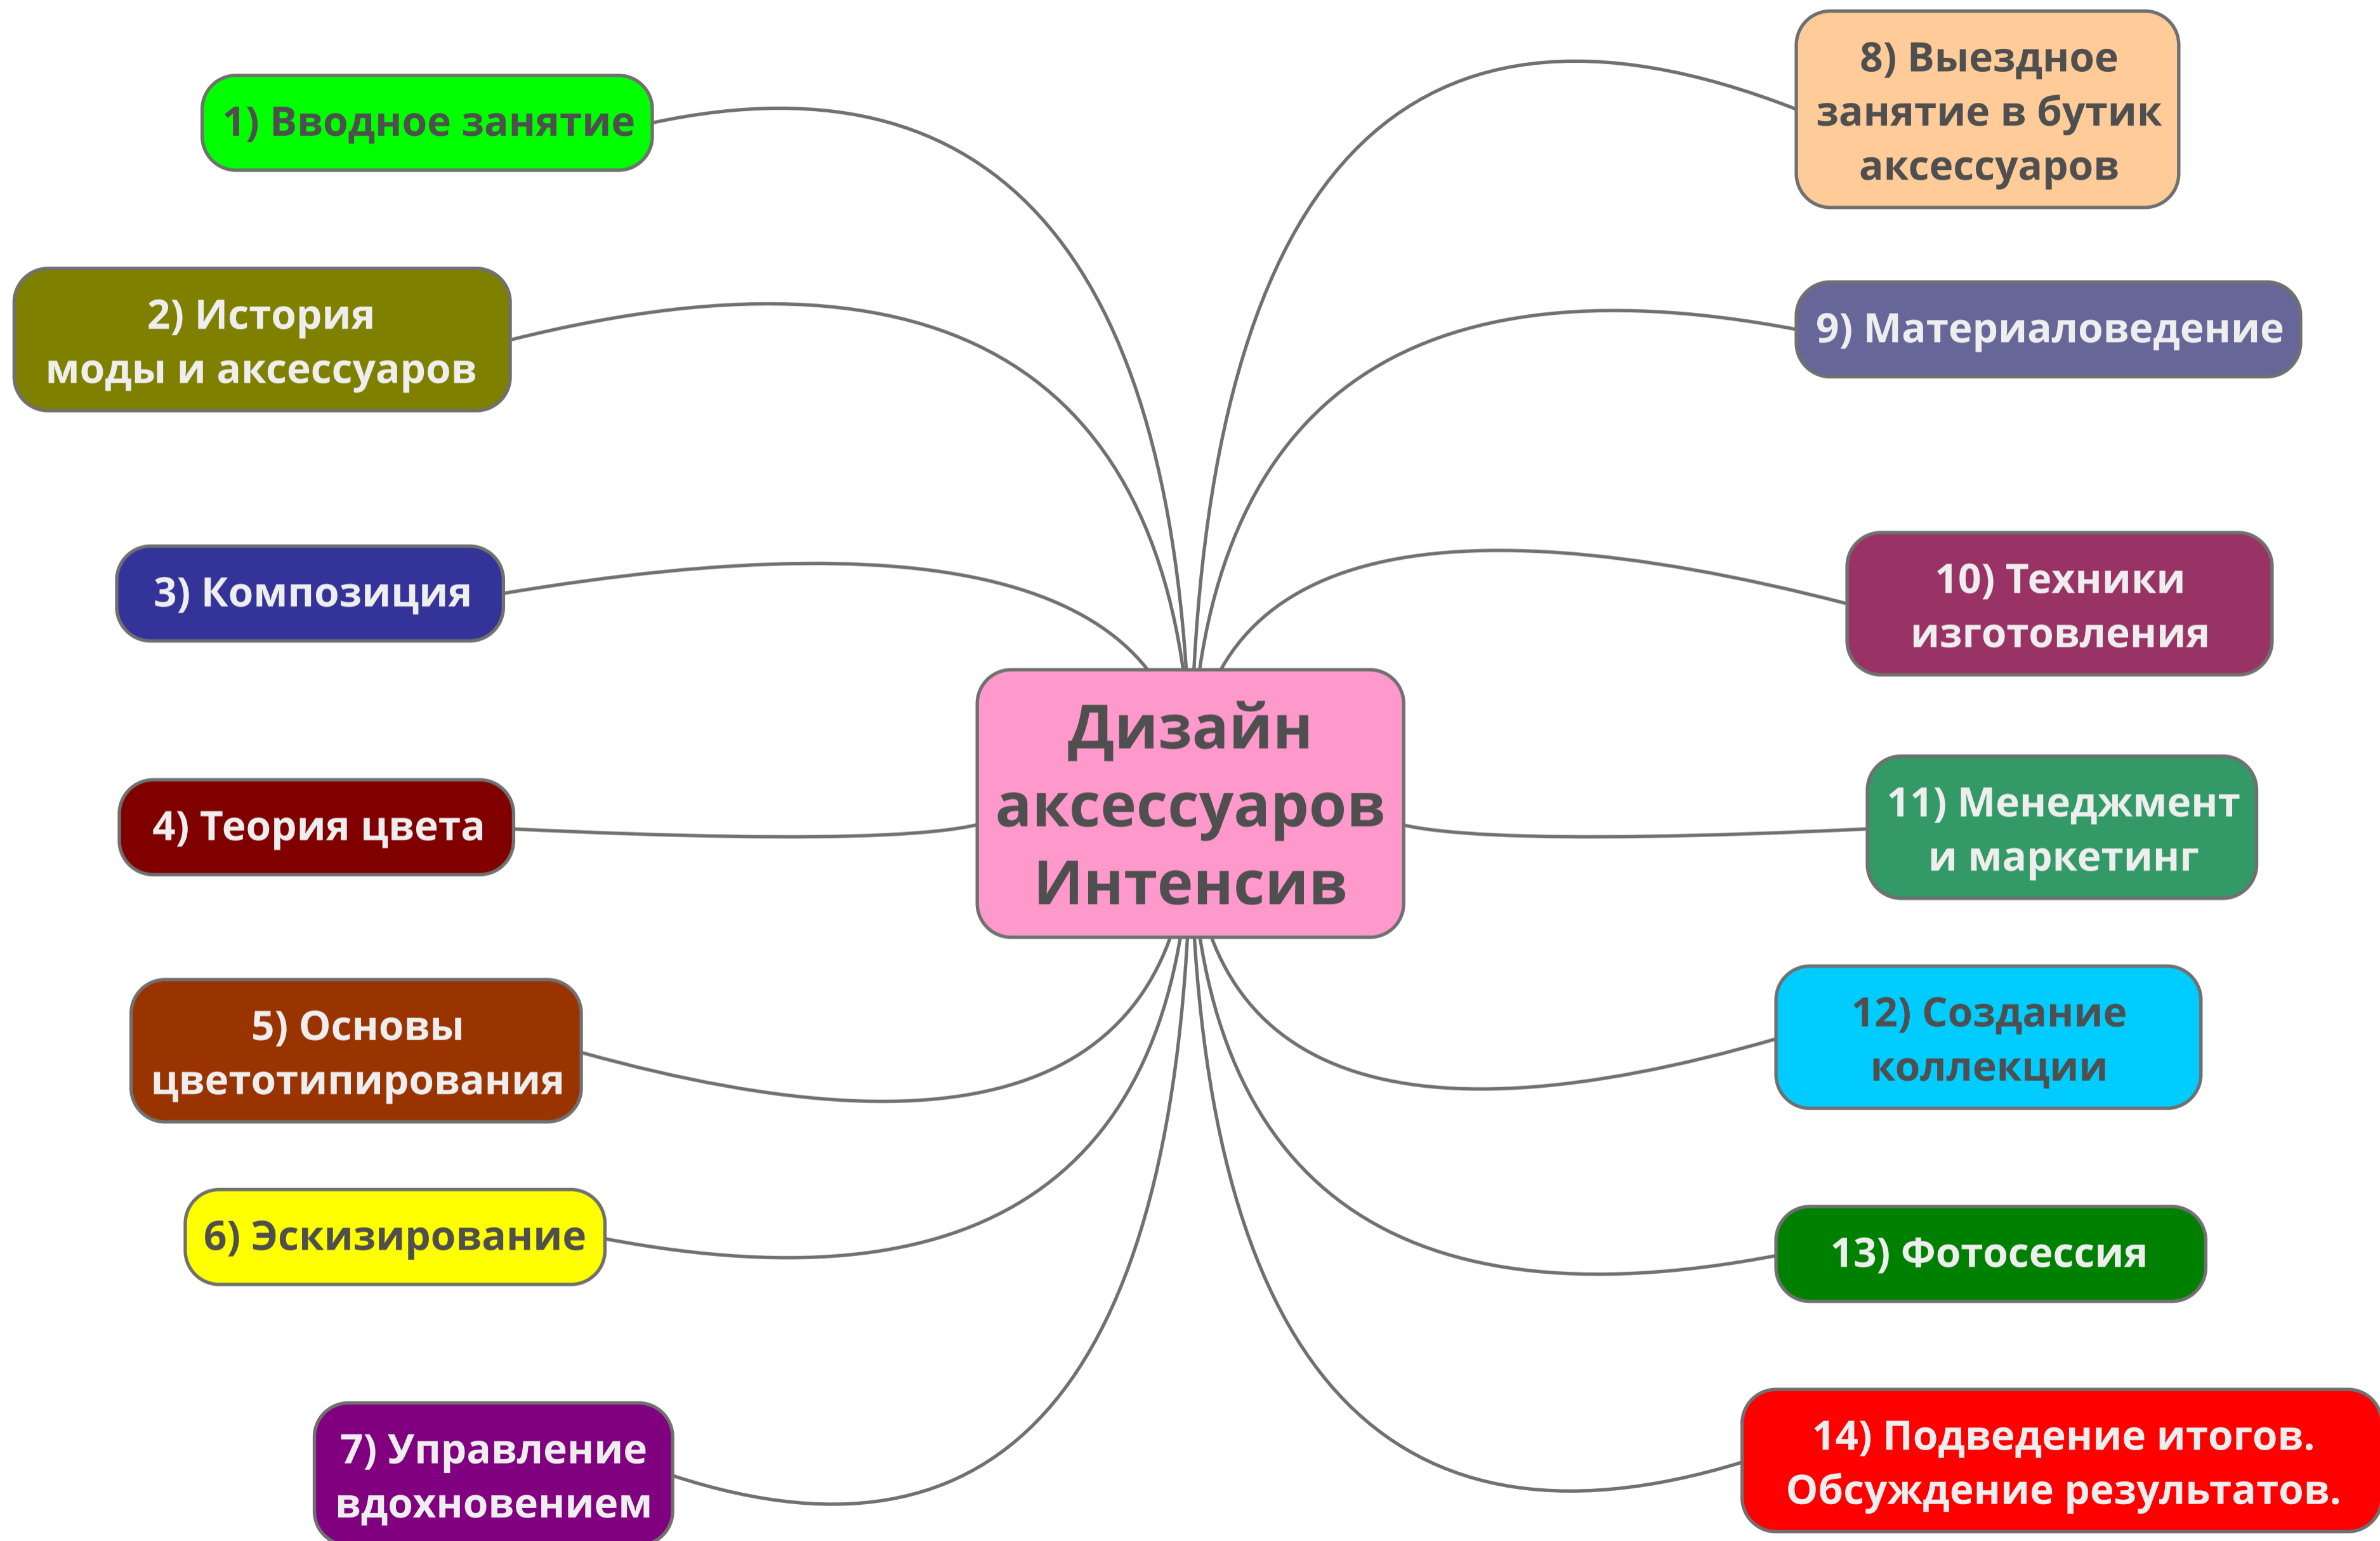 1) Вводное занятие
2) История
моды и аксессуаров
3) Композиция
4) Теория цвета
5) Основы
цветотипирования
6) Эскизирование
7) Управление
вдохновением
Дизайн
аксессуаров
Интенсив
8) Выездное
занятие в бутик
аксессуаров
9) Материаловедение
10) Техники
изготовления
11) Менеджмент
и маркетинг
12) Создание
коллекции
13) Фотосессия
14) Подведение итогов.
Обсуждение результатов.